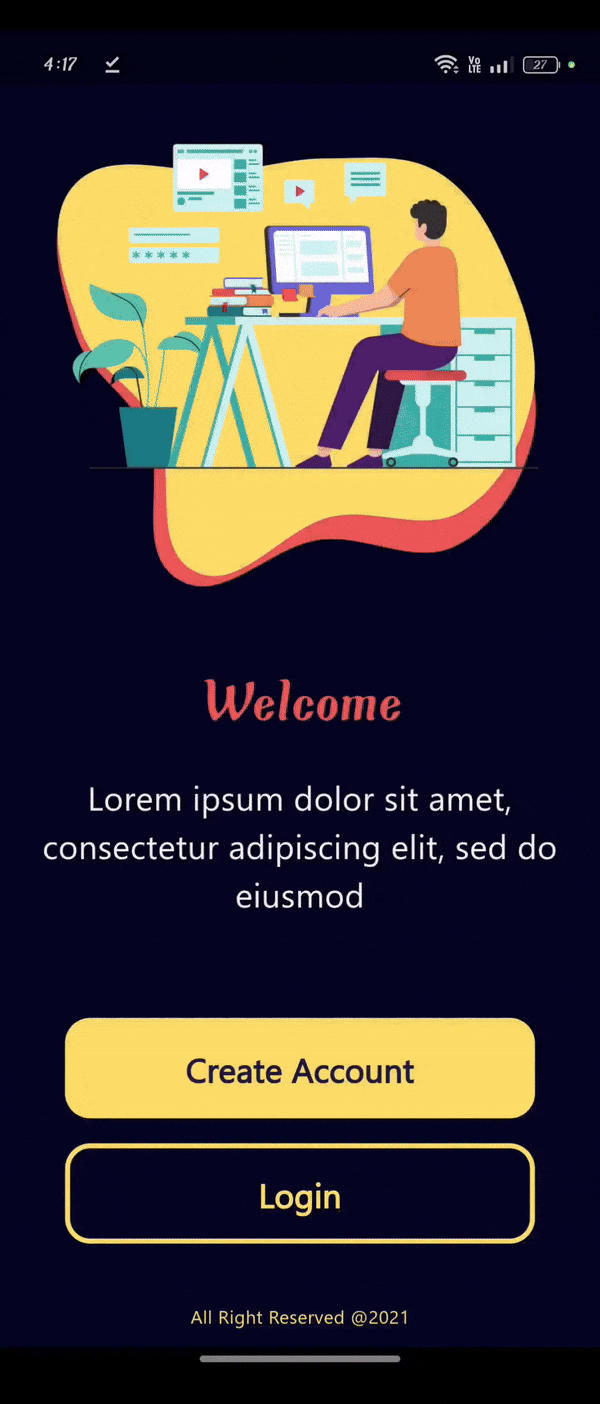 4:17
Vo
LTE
27
*****
Welcome
Lorem ipsum dolor sit amet,
consectetur adipiscing elit, sed do
eiusmod
Create Account
Login
All Right Reserved @2021